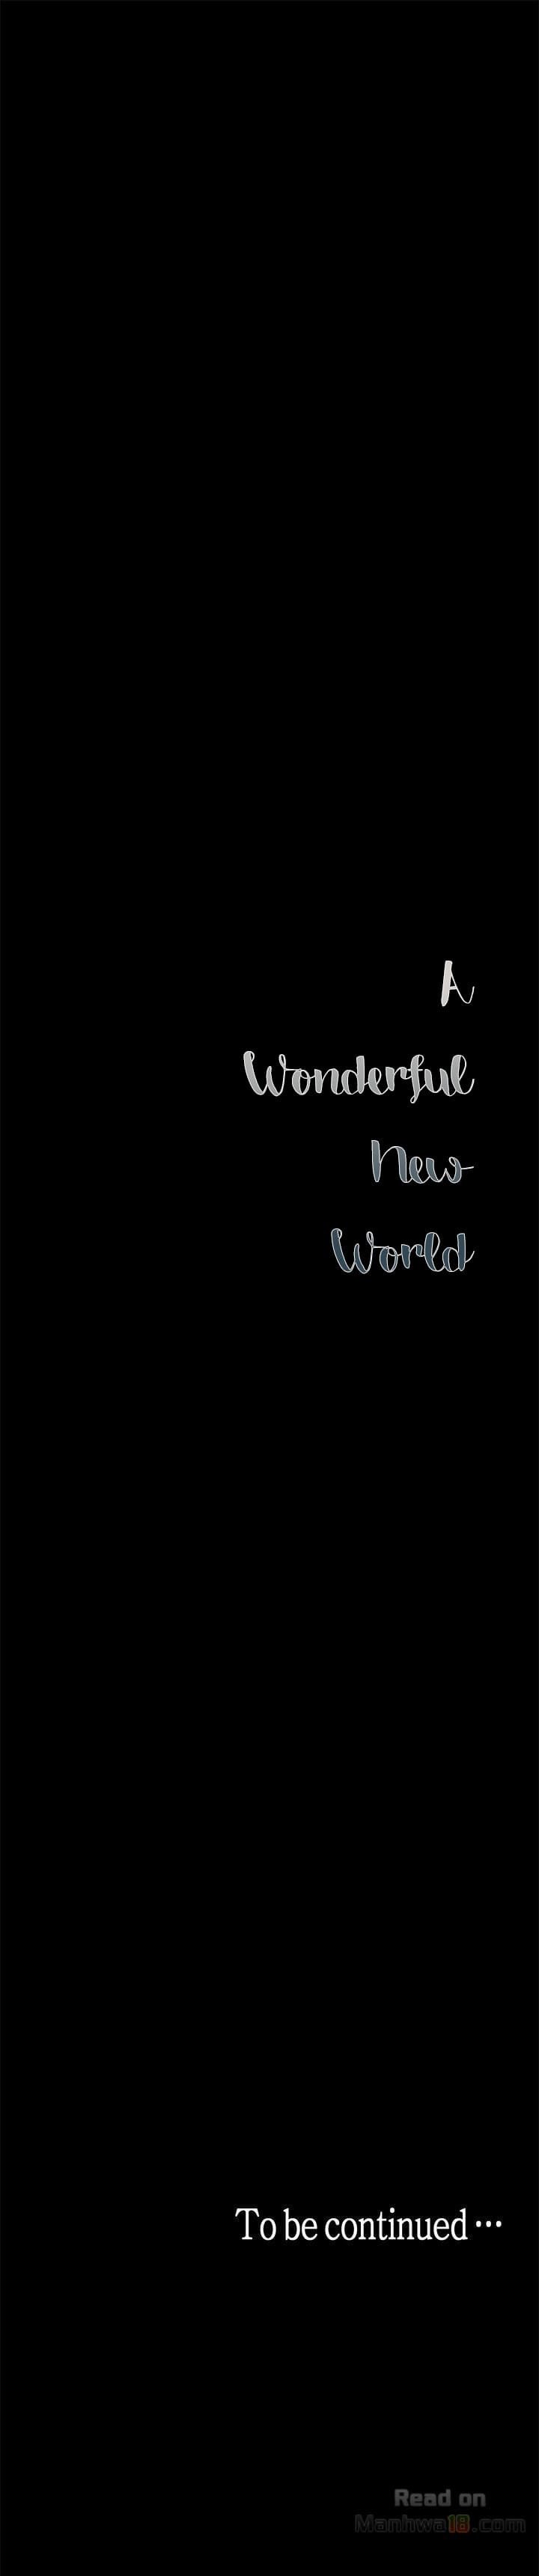 A
Wonderful
New
World
To be continued ···
Read on
Manhwa18.com